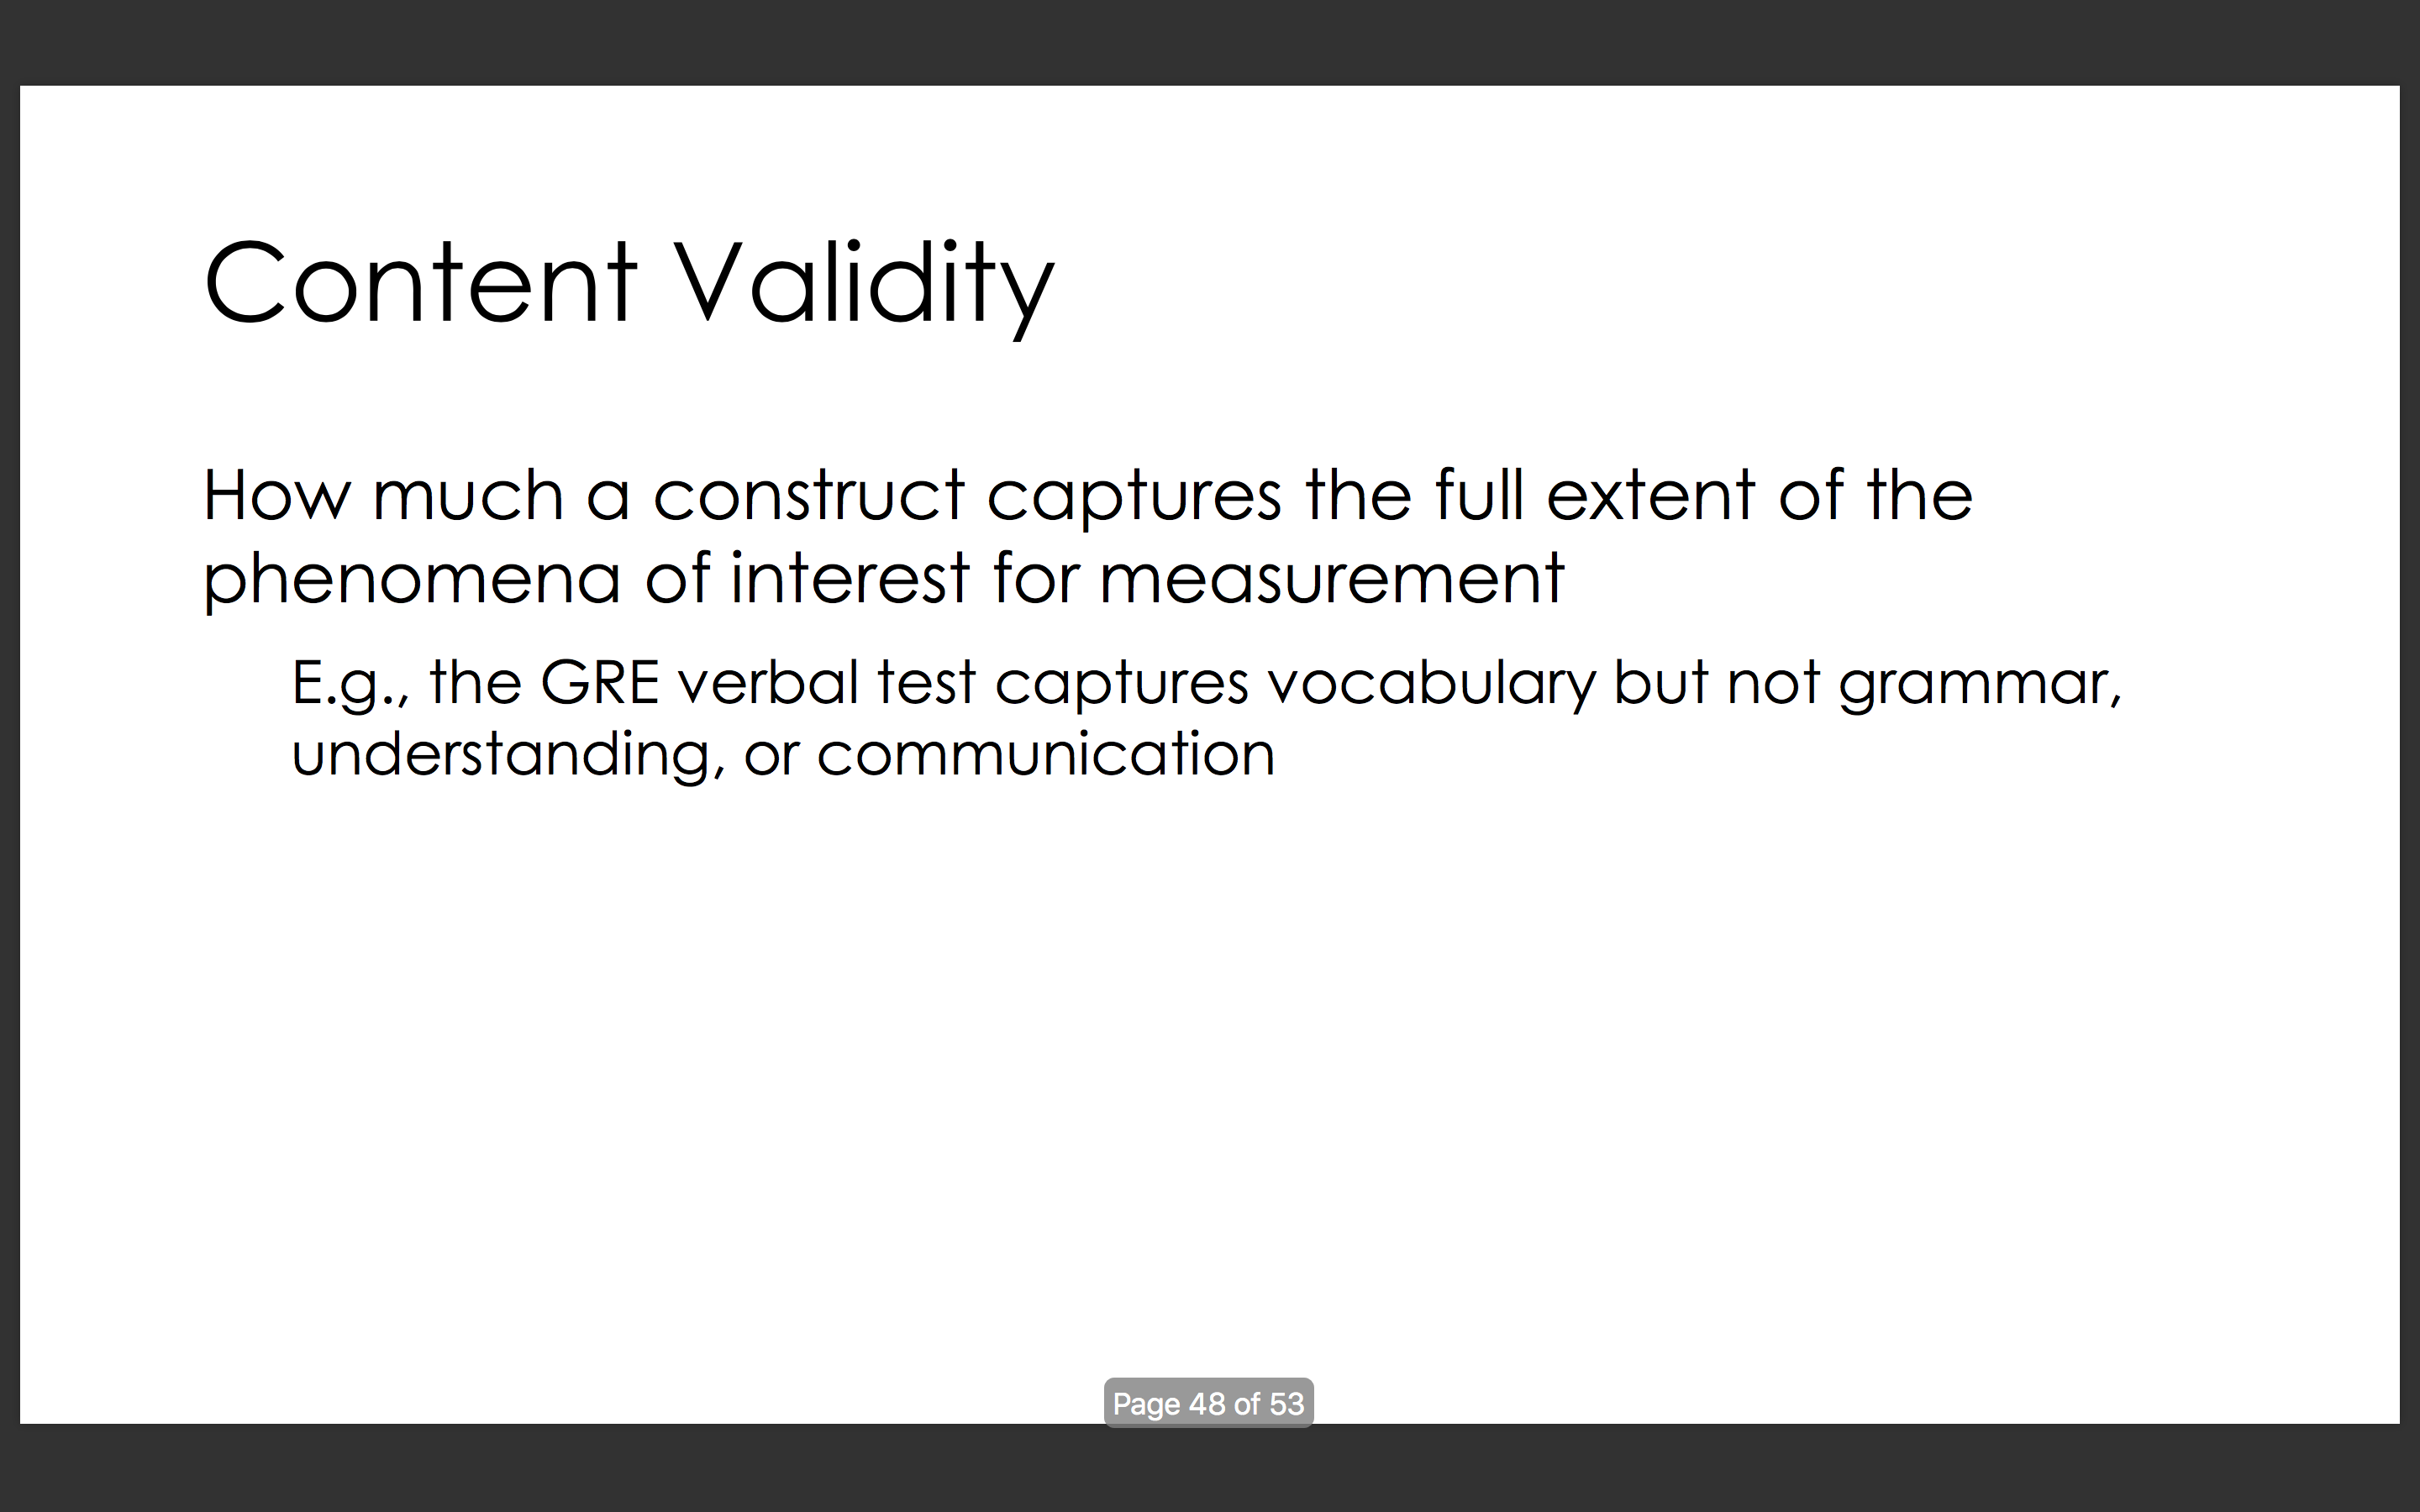 Content Validity
How much a construct captures the full extent of the
phenomena of interest for measurement
E.g., the GRE verbal test captures vocabulary but not grammar,
understanding, or communication
Page 48 of 53